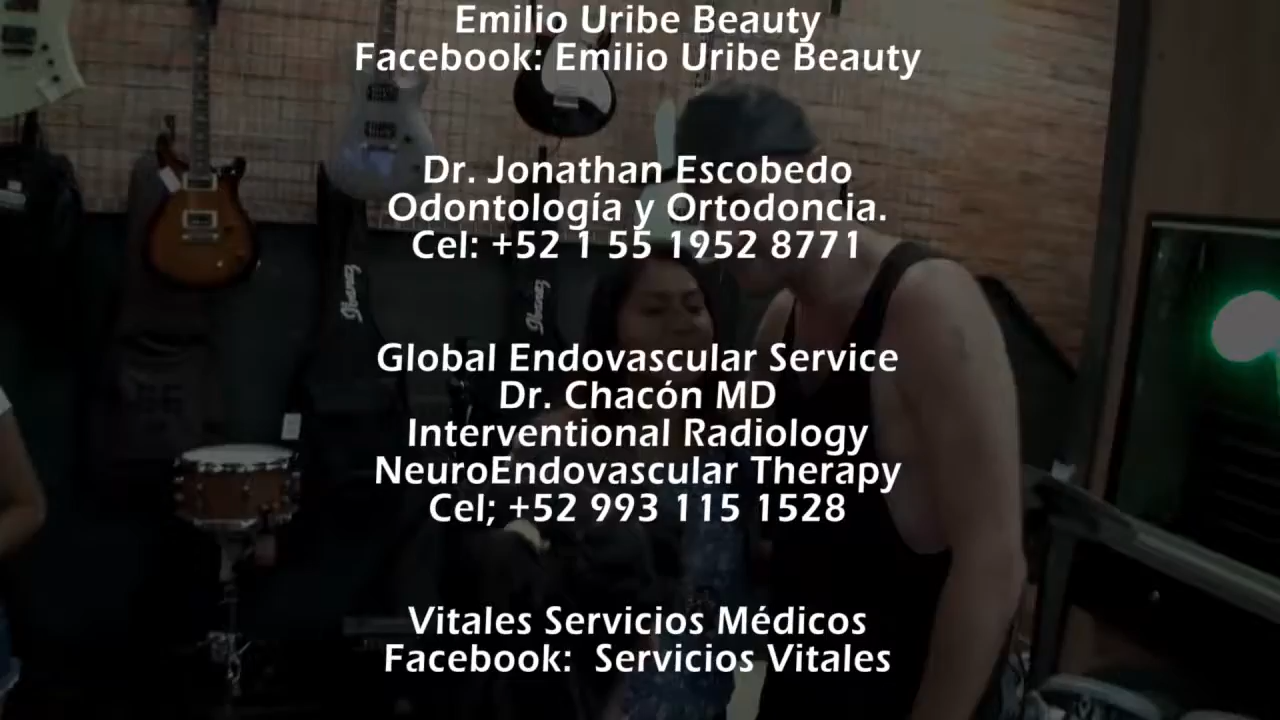 Emilio Uribe Beauty
Facebook: Emilio Uribe Beauty
Dr. Jonathan Escobedo
Odontología y Ortodoncia.
Cel: +52 1 55 1952 8771
Ibanez
Ibanez
Global Endovascular Service
Dr. Chacón MD
Interventional Radiology
NeuroEndovascular Therapy
Cel; +52 993 115 1528
Vitales Servicios Médicos
Facebook:  Servicios Vitales